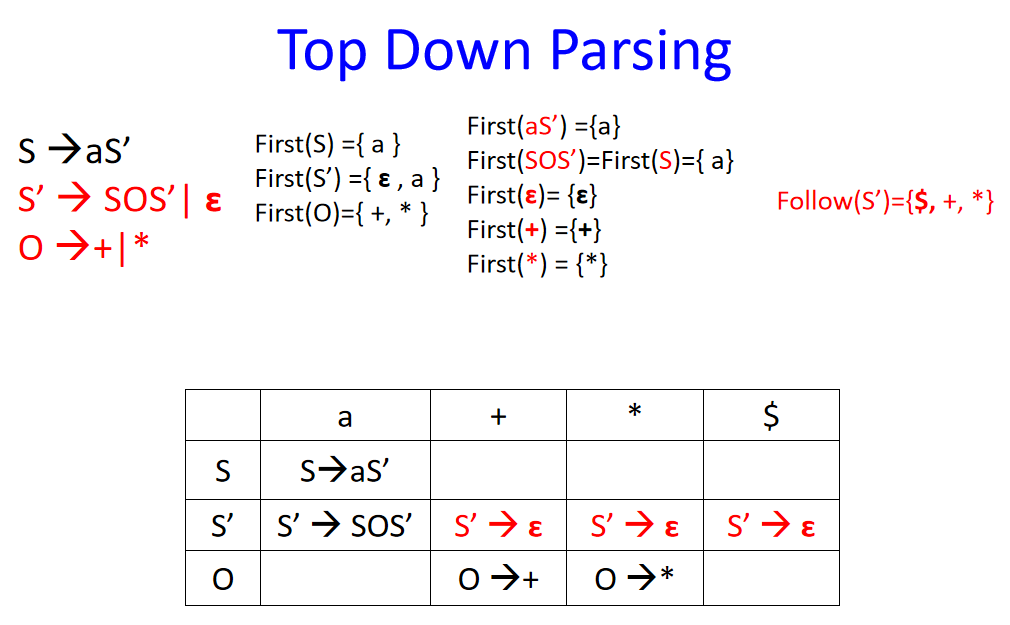 Top Down Parsing
S →aS’
S’ → SOS’| ε
O →+|*
First(S) ={ a }
First(S’) ={ ε , a }
First(O)={ +, * }
First(aS’) ={a}
First(SOS’)=First(S)={ a}
First(ε)= {ε}
First(+) ={+}
First(*) = {*}
Follow(S’)={$, +, *}
a + * $
S S→aS’
S’ S’ → SOS’ S’ → ε S’ → ε S’ → ε
O O →+ O →*